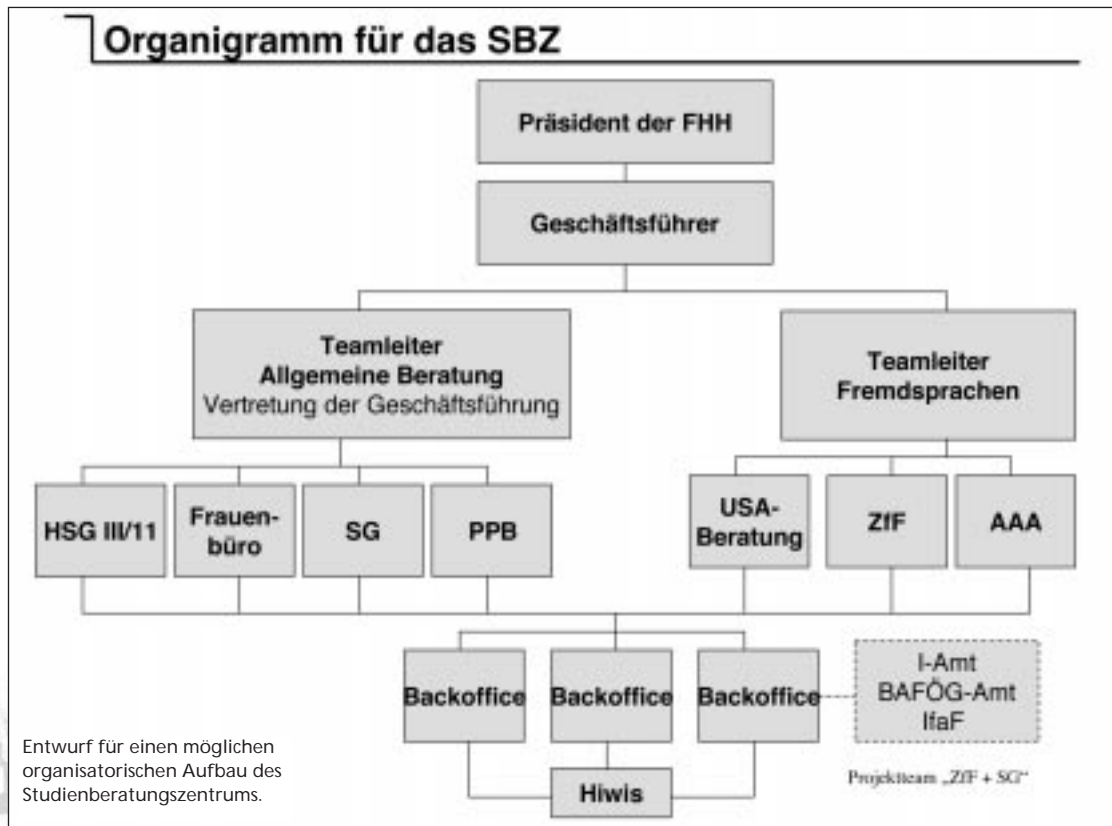 Organigramm für das SBZ
Präsident der FHH
Geschäftsführer
Teamleiter
Allgemeine Beratung
Vertretung der Geschäftsführung
Teamleiter
Fremdsprachen
HSG III/11
Frauen-
büro
SG
PPB
USA-
Beratung
ZfF
AAA
Backoffice
Backoffice
Backoffice
I-Amt
BAFÖG-Amt
IfaF
Hiwis
Projektteam „ZfF + SG“
Entwurf für einen möglichen
organisatorischen Aufbau des
Studienberatungszentrums.